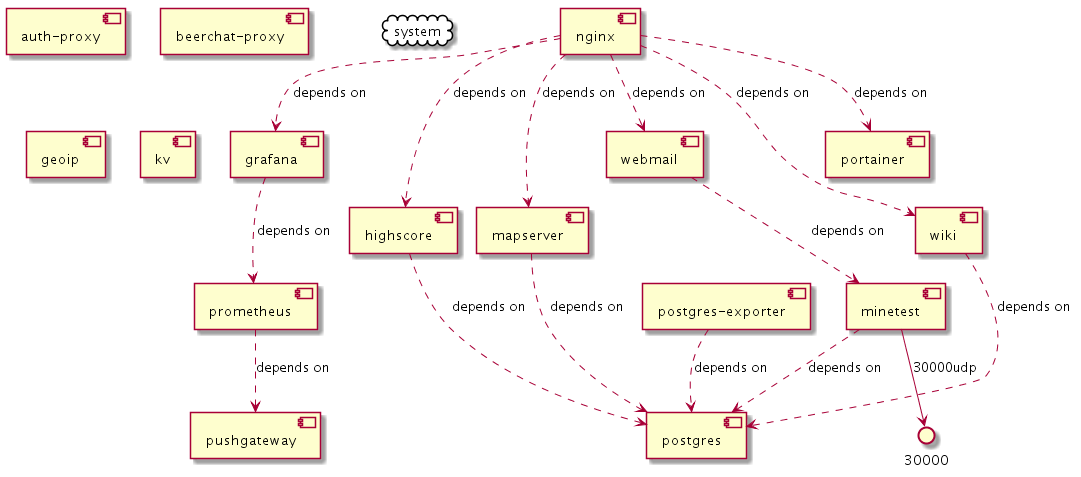 auth-proxy
beerchat-proxy
system
nginx
depends on
depends on
depends on
depends on
depends on
depends on
geoip
kv
grafana
webmail
portainer
depends on
highscore
mapserver
depends on
wiki
prometheus
depends on
depends on
postgres-exporter
minetest
depends on
depends on
depends on
depends on
30000udp
pushgateway
postgres
30000